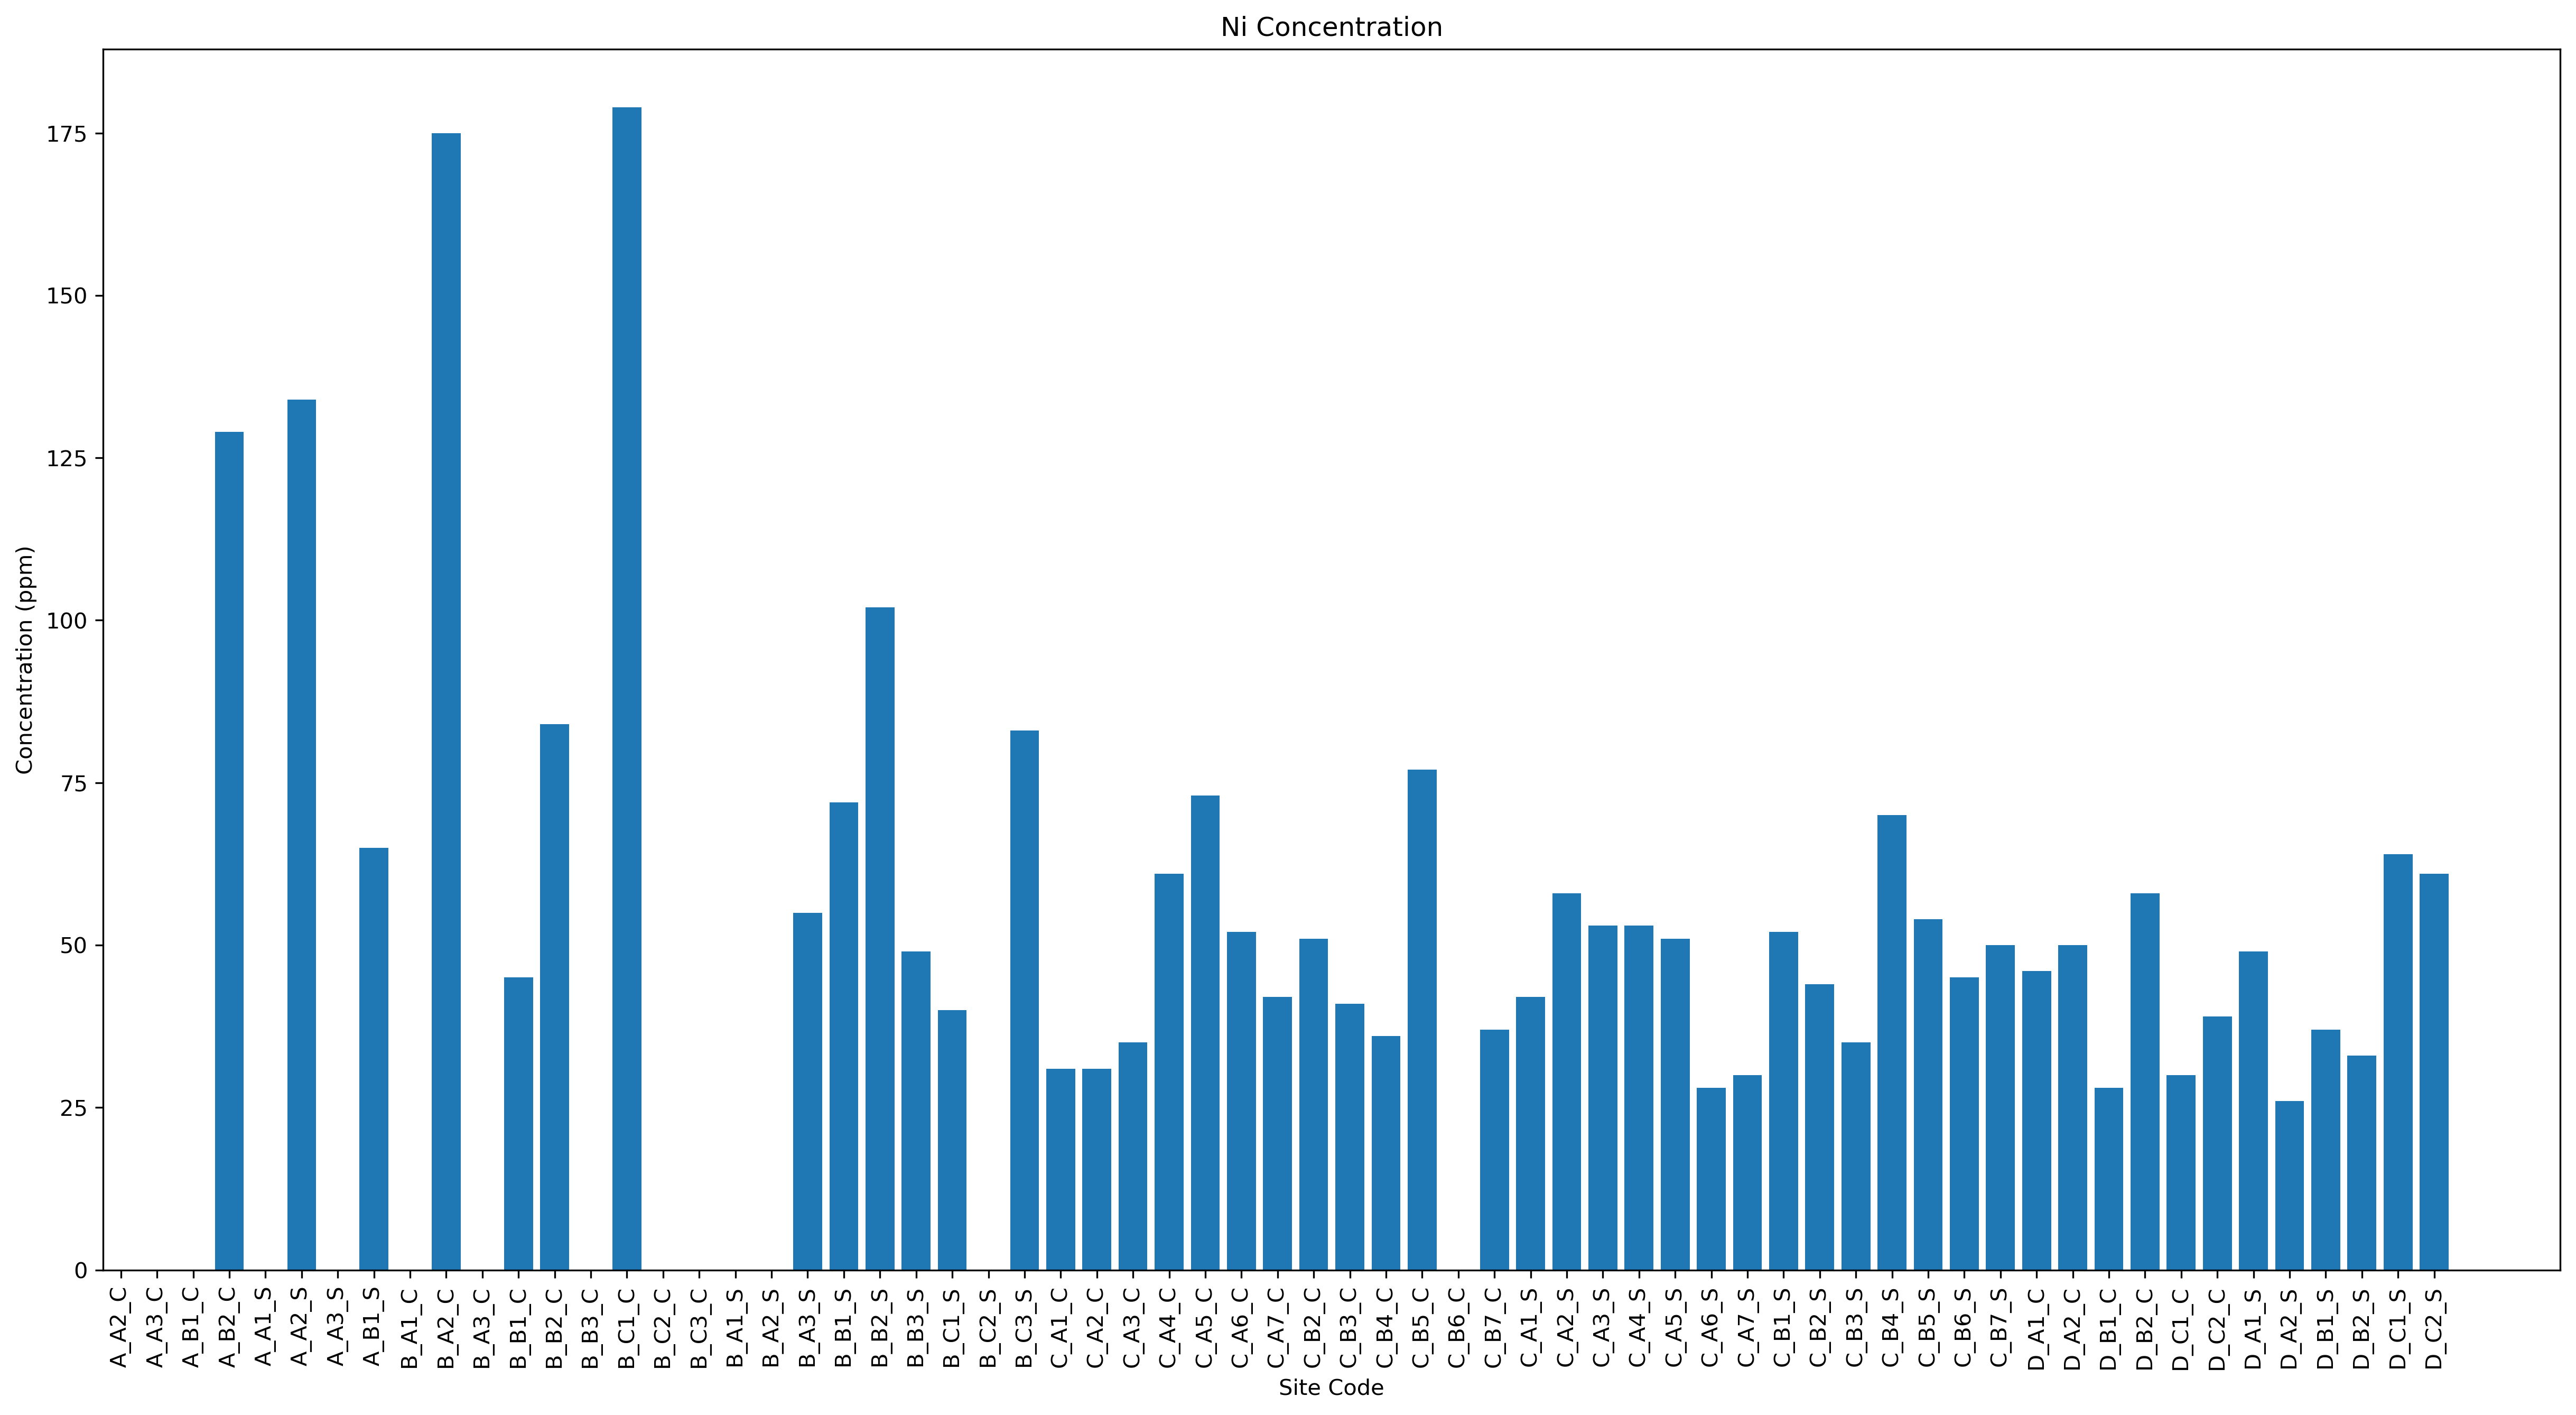 Ni Concentration
Concentration (ppm)
175
150
125
100
75
50
25
0
A_A2_C
A_A3_C
A_B1_C
A_B2_C
A_A1_S
A_A2_S
A_A3_S
A_B1_S
B_A1_C
B_A2_C
B_A3_C
B_B1_C
B_B2_C
B_B3_C
B_C1_C
B_C2_C
B_C3_C
B_A1_S
B_A2_S
B_A3_S
B_B1_S
B_B2_S
B_B3_S
B_C1_S
B_C2_S
B_C3_S
C_A1_C
C_A2_C
C_A3_C
C_A4_C
C_A5_C
C_A6_C
C_A7_C
C_B2_C
C_B3_C
C_B4_C
C_B5_C
C_B6_C
C_B7_C
C_A1_S
C_A2_S
C_A3_S
C_A4_S
C_A5_S
C_A6_S
C_A7_S
C_B1_S
C_B2_S
C_B3_S
C_B4_S
C_B5_S
C_B6_S
C_B7_S
D_A1_C
D_A2_C
D_B1_C
D_B2_C
D_C1_C
D_C2_C
D_A1_S
D_A2_S
D_B1_S
D_B2_S
D_C1_S
D_C2_S
Site Code